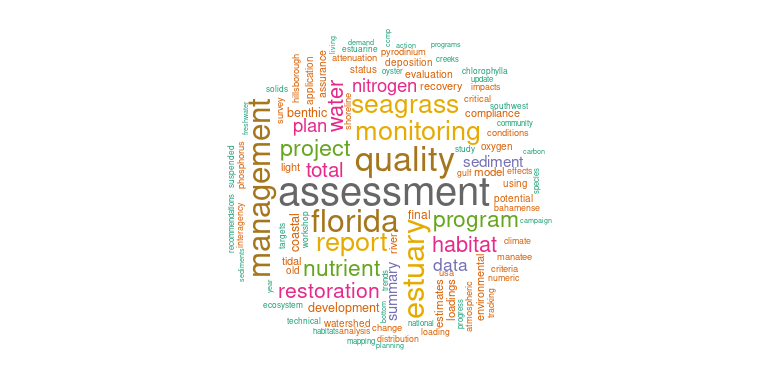 living
demand
ccmp
action
programs
estuarine
pyrodinium
attenuation
creeks
deposition
status
oyster
evaluation
chlorophylla
update
solids
hillsborough
application
assurance
nitrogen
recovery
impacts
survey
benthic
water
shoreline
seagrass
critical
southwest
freshwater
plan
monitoring
compliance
community
conditions
management
project
quality
study
oxygen
carbon
suspended
phosphorus
light
total
sediment
gulf
model
effects
using
species
assessment
potential
bahamense
recommendations
interagency
targets
coastal
workshop
florida
final
program
campaign
report
river
estuary
habitat
climate
manatee
sediments
tidal
old
nutrient
trends
summary
data
usa
criteria
numeric
year
restoration
estimates
loadings
atmospheric
environmental
tracking
ecosystem
development
bottom
progress
technical
watershed
change
national
loading
habitats
analysis
distribution
mapping
planning